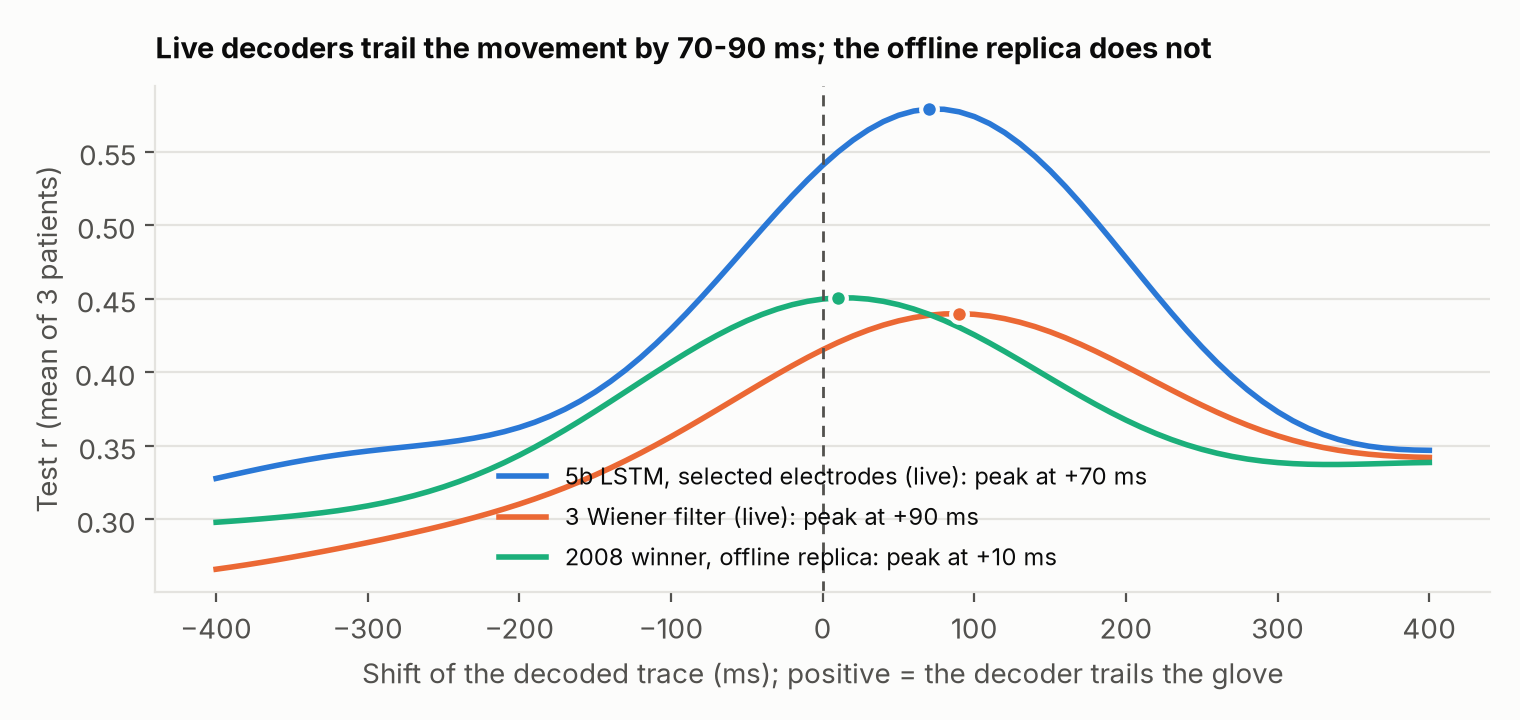 Live decoders trail the movement by 70-90 ms; the offline replica does not
Test r (mean of 3 patients)
0.55
0.50
0.45
0.40
0.35
0.30
5b LSTM, selected electrodes (live): peak at +70 ms
3 Wiener filter (live): peak at +90 ms
2008 winner, offline replica: peak at +10 ms
−400 −300 −200 −100 0 100 200 300 400
Shift of the decoded trace (ms); positive = the decoder trails the glove